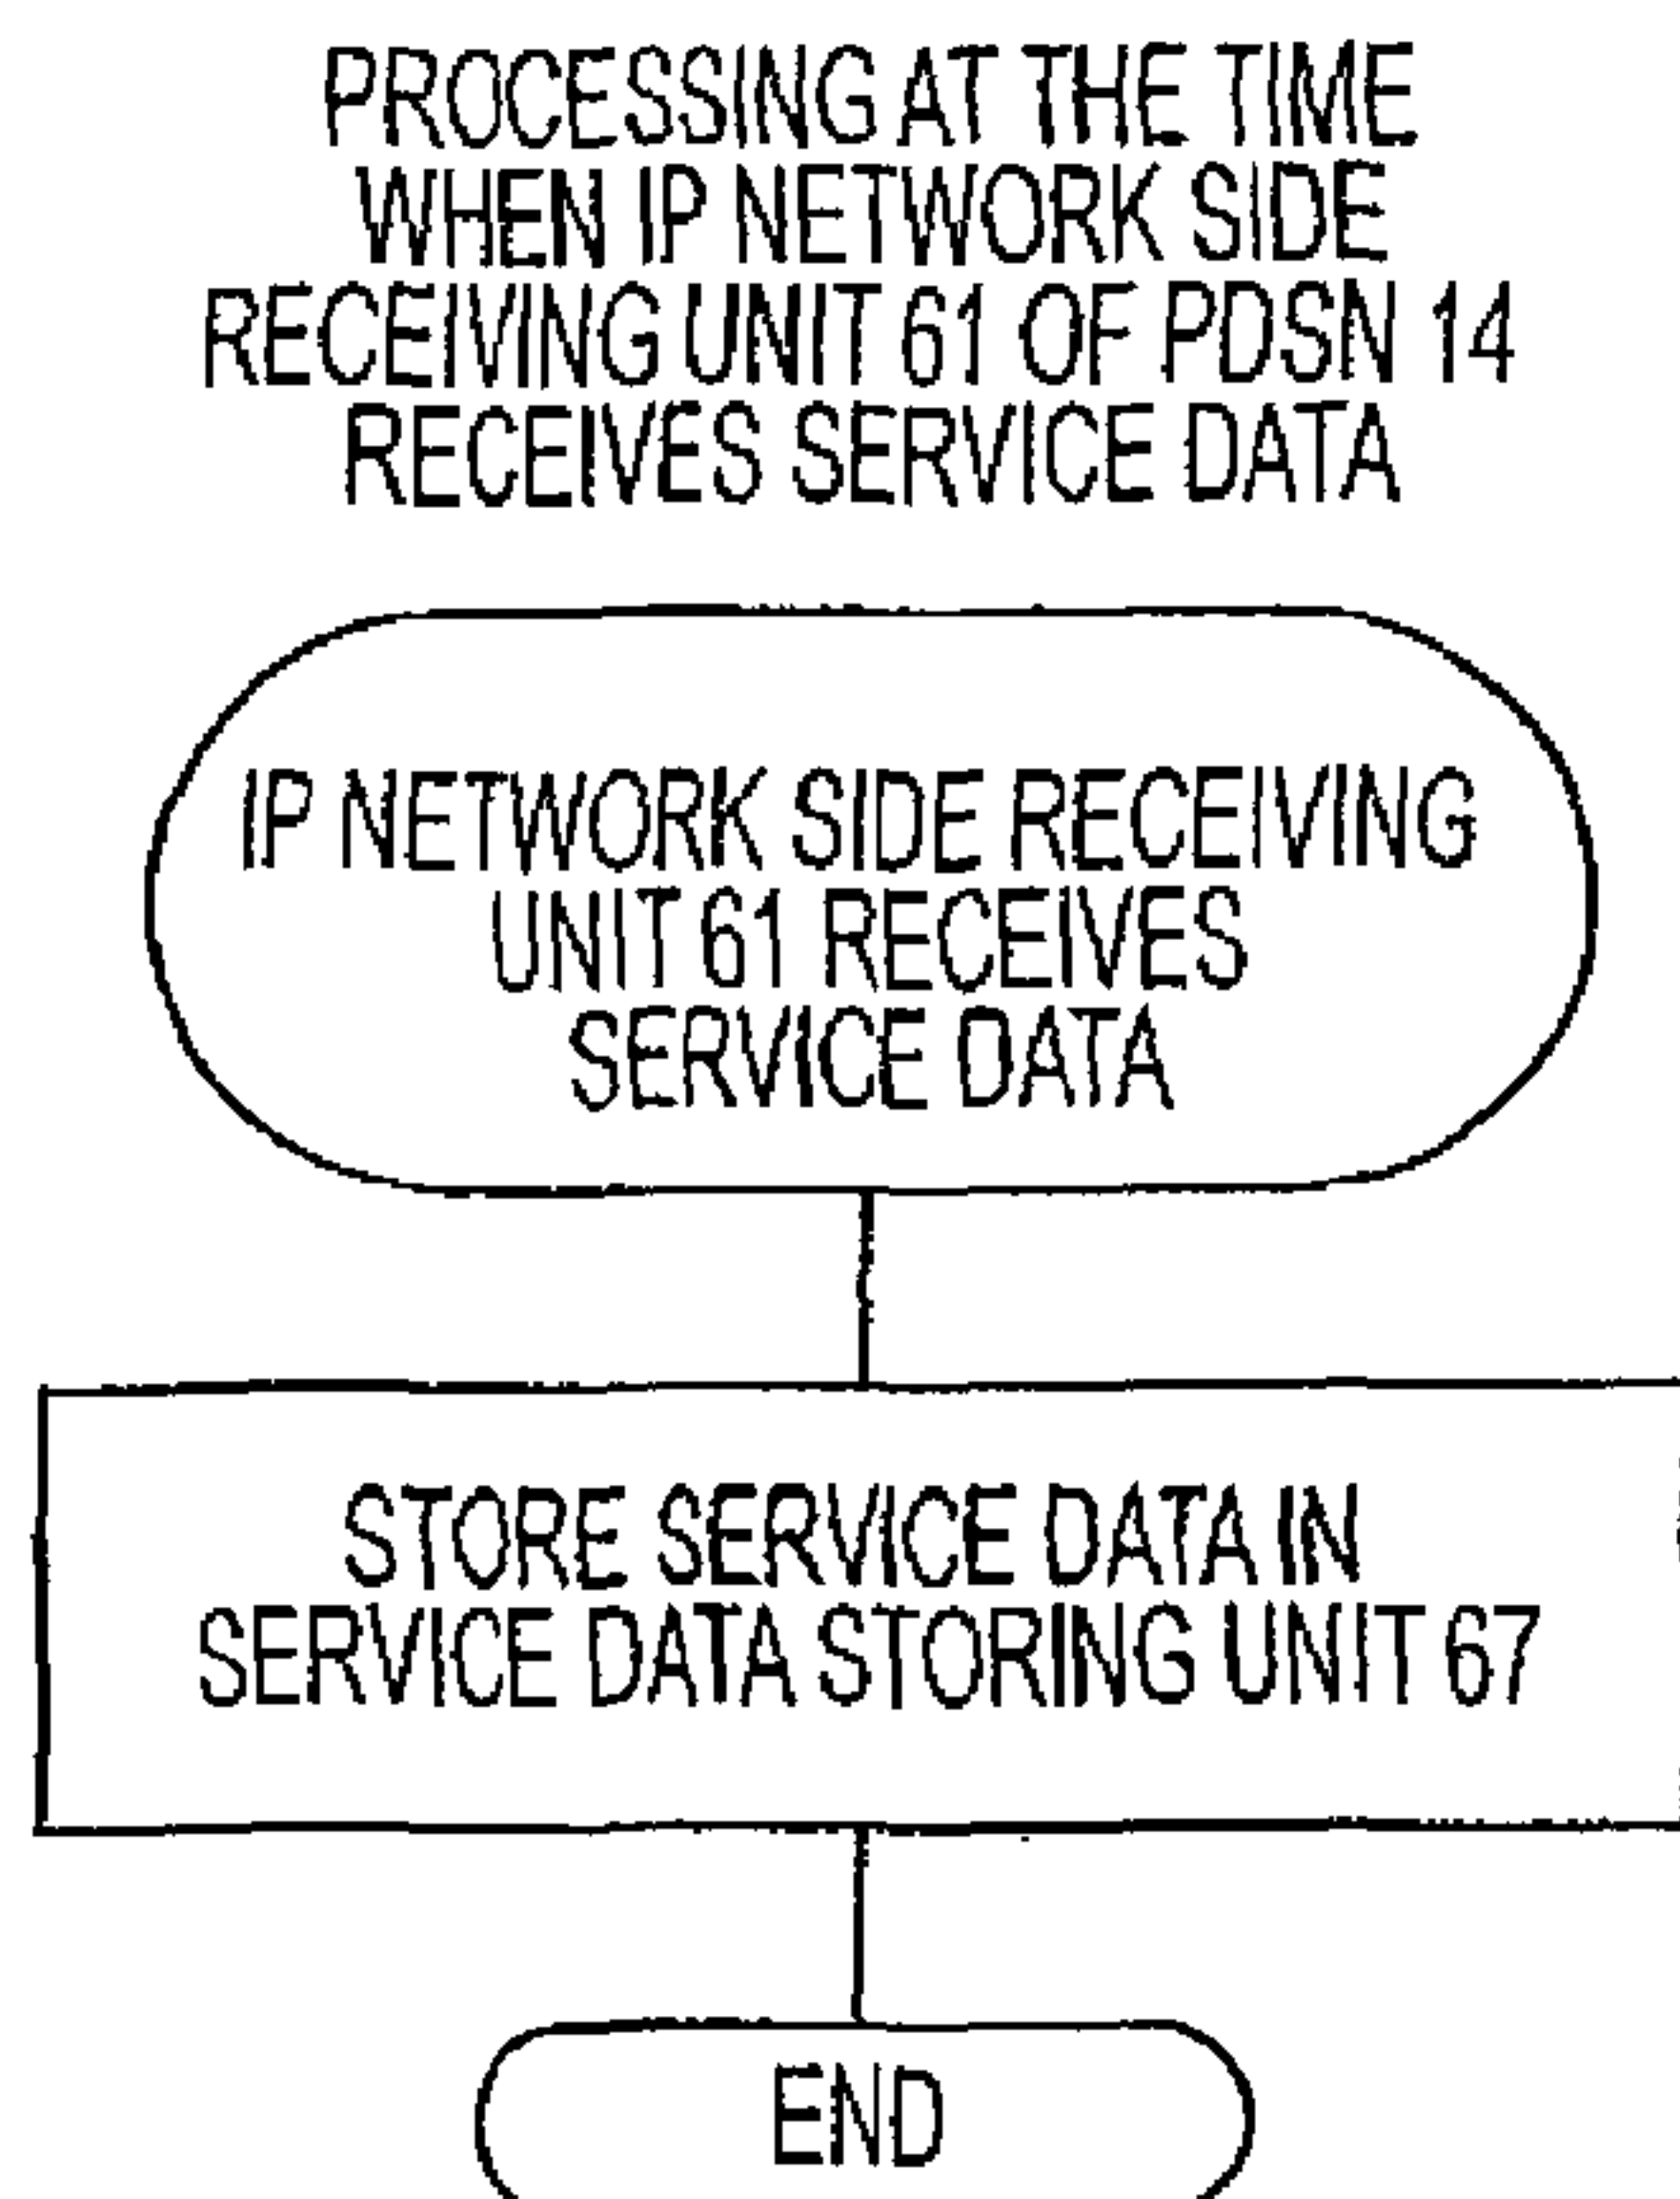 PROCESSING AT THE TIME
WHEN IP NETWORK SIDE
RECEIVING UNIT 61 OF PDSN 14
RECEIVES SERVICE DATA
IP NETWORK SIDE RECEIVING
UNIT 61 RECEIVES
SERVICE DATA
STORE SERVICE DATA IN
SERVICE DATA STORING UNIT 67
END